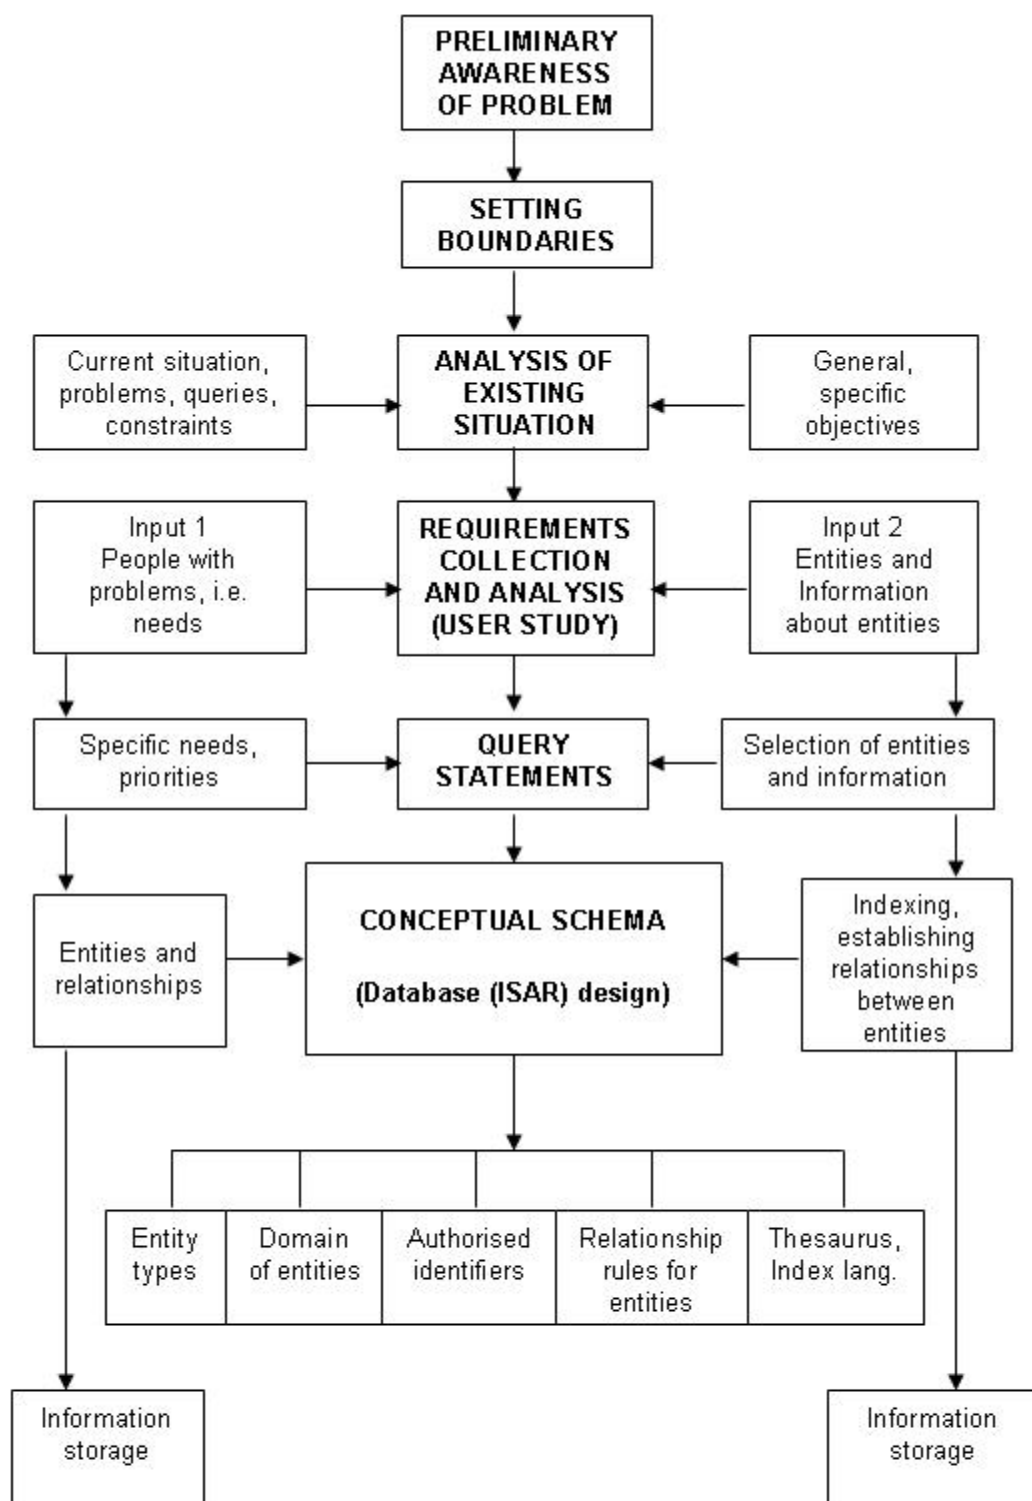 PRELIMINARY
AWARENESS
OF PROBLEM
SETTING
BOUNDARIES
Current situation,
problems, queries,
constraints
ANALYSIS OF
EXISTING
SITUATION
General,
specific
objectives
Input 1
People with
problems, i.e.
needs
REQUIREMENTS
COLLECTION
AND ANALYSIS
(USER STUDY)
Input 2
Entities and
Information
about entities
Specific needs,
priorities
QUERY
STATEMENTS
Selection of entities
and information
Entities and
relationships
CONCEPTUAL SCHEMA
(Database (ISAR) design)
Indexing,
establishing
relationships
between
entities
Entity
types
Domain
of entities
Authorised
identifiers
Relationship
rules for
entities
Thesaurus,
Index lang.
Information
storage
Information
storage